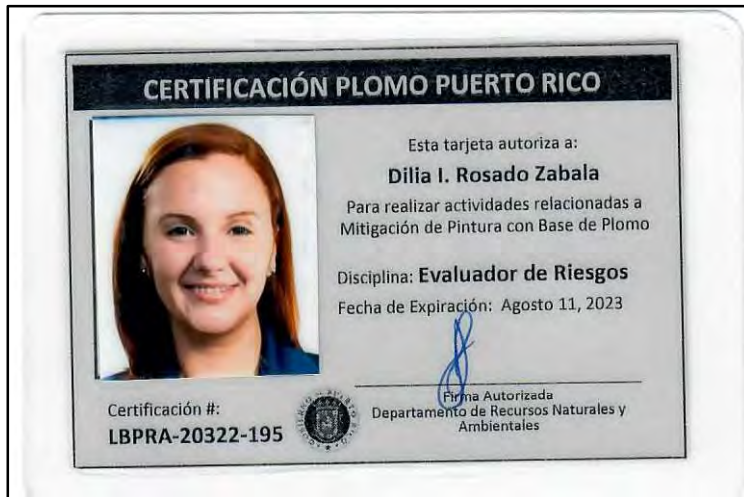 CERTIFICACIÓN PLOMO PUERTO RICO
Esta tarjeta autoriza a:
Dilia I. Rosado Zabala
Para realizar actividades relacionadas a
Mitigación de Pintura con Base de Plomo
Disciplina: Evaluador de Riesgos
Fecha de Expiración: Agosto 11, 2023
Firma Autorizada
Departamento de Recursos Naturales y
Ambientales
Certificación #:
LBPRA-20322-195